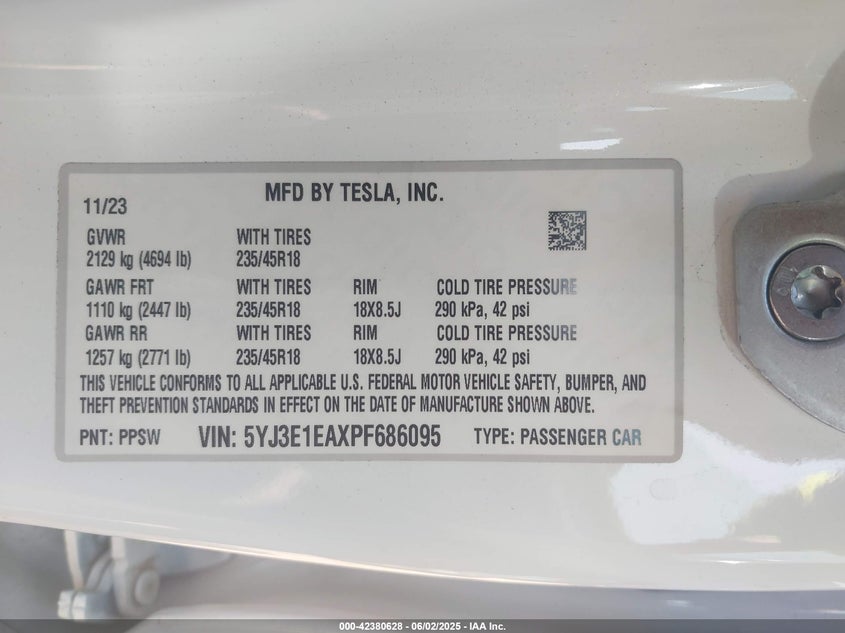 MFD BY TESLA, INC.
11/23
GVWR WITH TIRES
2129 kg (4694 lb) 235/45R18
GAWR FRT WITH TIRES RIM COLD TIRE PRESSURE
1110 kg (2447 lb) 235/45R18 18X8.5J 290 kPa, 42 psi
GAWR RR WITH TIRES RIM COLD TIRE PRESSURE
1257 kg (2771 lb) 235/45R18 18X8.5J 290 kPa, 42 psi
THIS VEHICLE CONFORMS TO ALL APPLICABLE U.S. FEDERAL MOTOR VEHICLE SAFETY, BUMPER, AND
THEFT PREVENTION STANDARDS IN EFFECT ON THE DATE OF MANUFACTURE SHOWN ABOVE.
PNT: PPSW VIN: 5YJ3E1EAXPF686095 TYPE: PASSENGER CAR
000-42380628 - 06/02/2025 - IAA Inc.